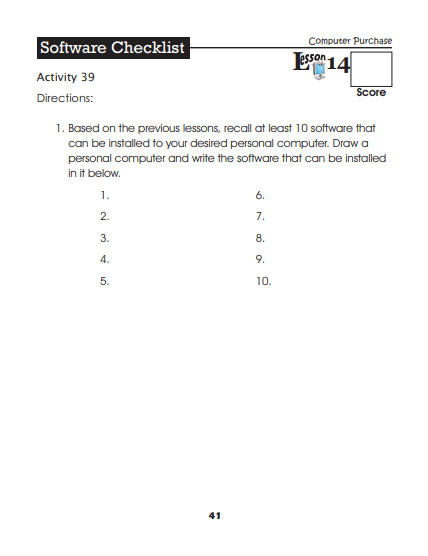 Computer Purchase
Software Checklist
Lesson 14
Activity 39
Score
Directions:
1. Based on the previous lessons, recall at least 10 software that
can be installed to your desired personal computer. Draw a
personal computer and write the software that can be installed
in it below.
1. 6.
2. 7.
3. 8.
4. 9.
5. 10.
41